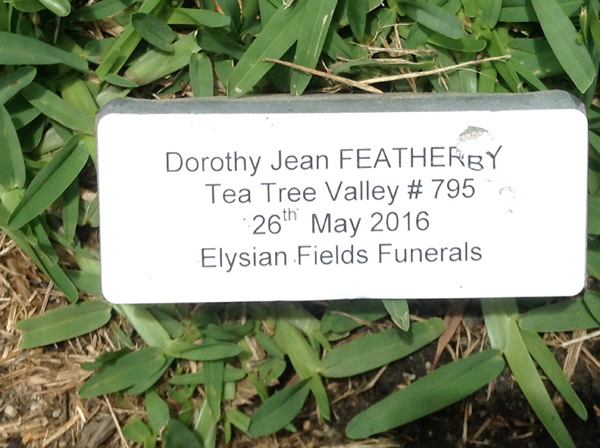 Dorothy Jean FEATHERBY
Tea Tree Valley # 795
26th May 2016
Elysian Fields Funerals